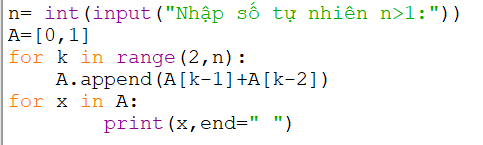 n= int(input("Nhập số tự nhiên n>1:"))
A=[0,1]
for k in range(2,n):
    A.append(A[k-1]+A[k-2])
for x in A:
        print(x,end=" ")